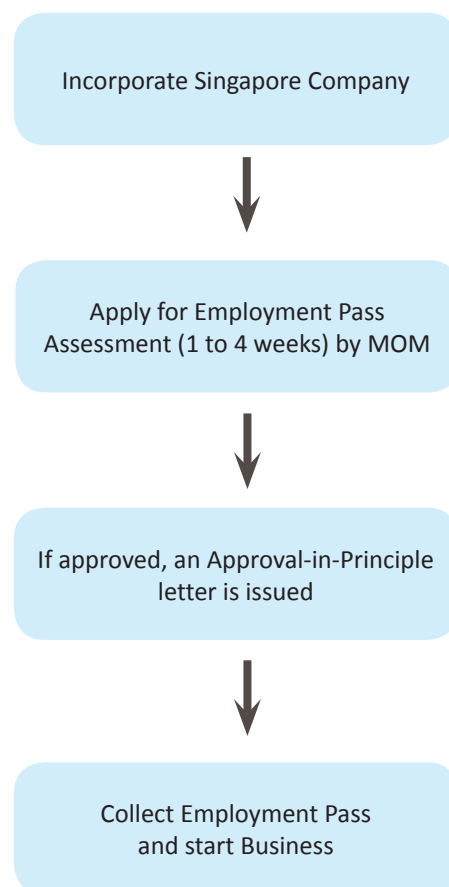 Incorporate Singapore Company
Apply for Employment Pass
Assessment (1 to 4 weeks) by MOM
If approved, an Approval-in-Principle
letter is issued
Collect Employment Pass
and start Business